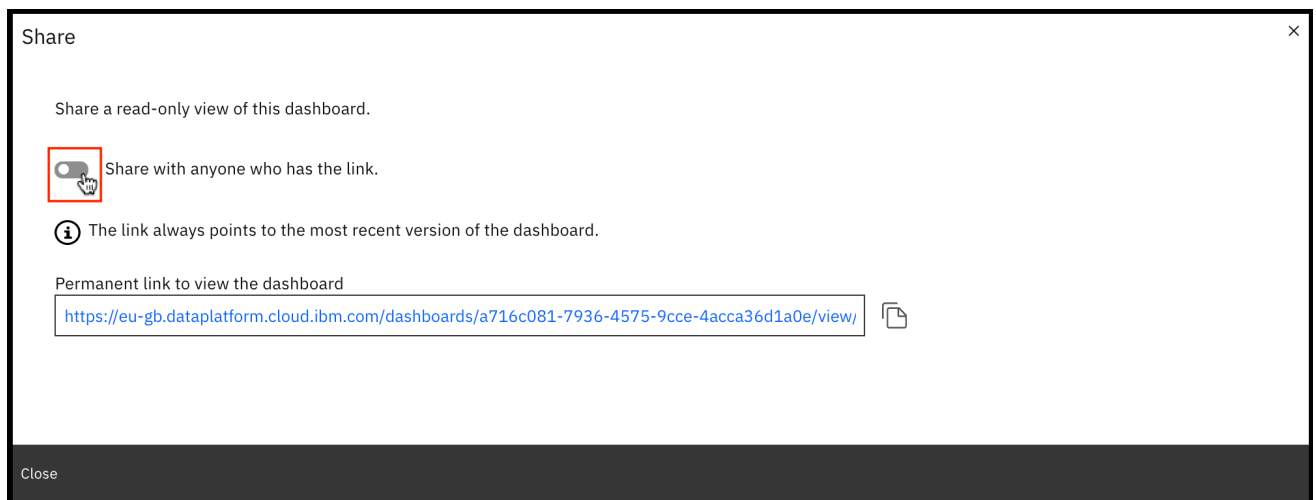 Share
Share a read-only view of this dashboard.
Share with anyone who has the link.
The link always points to the most recent version of the dashboard.
Permanent link to view the dashboard
https://eu-gb.dataplatform.cloud.ibm.com/dashboards/a716c081-7936-4575-9cce-4acca36d1a0e/view/
Close